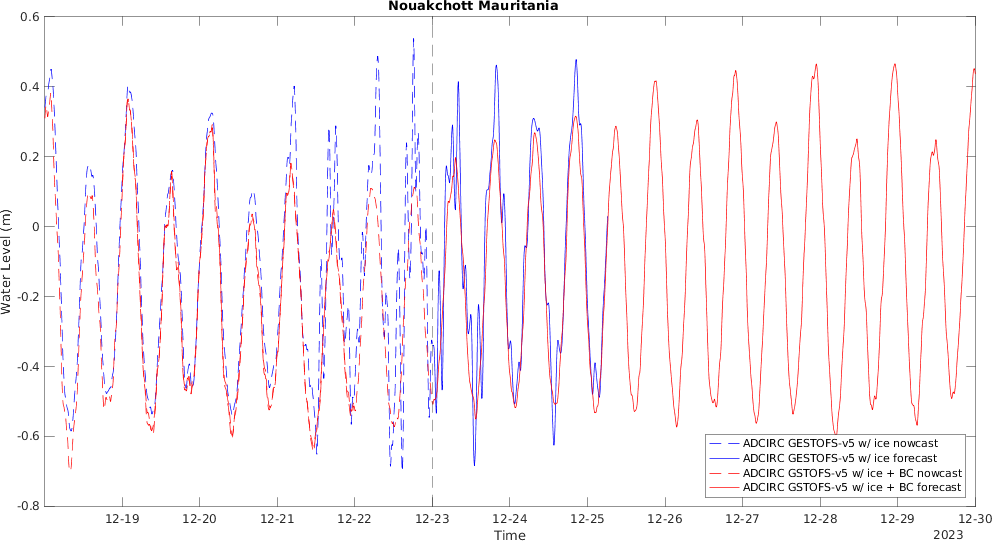 Nouakchott Mauritania
0.6
0.4
0.2
0
-0.2
-0.4
-0.6
-0.8
Water Level (m)
ADCIRC GESTOFS-v5 w/ ice nowcast
ADCIRC GESTOFS-v5 w/ ice forecast
ADCIRC GSTOFS-v5 w/ ice + BC nowcast
ADCIRC GSTOFS-v5 w/ ice + BC forecast
12-19 12-20 12-21 12-22 12-23 12-24 12-25 12-26 12-27 12-28 12-29 12-30
Time
2023